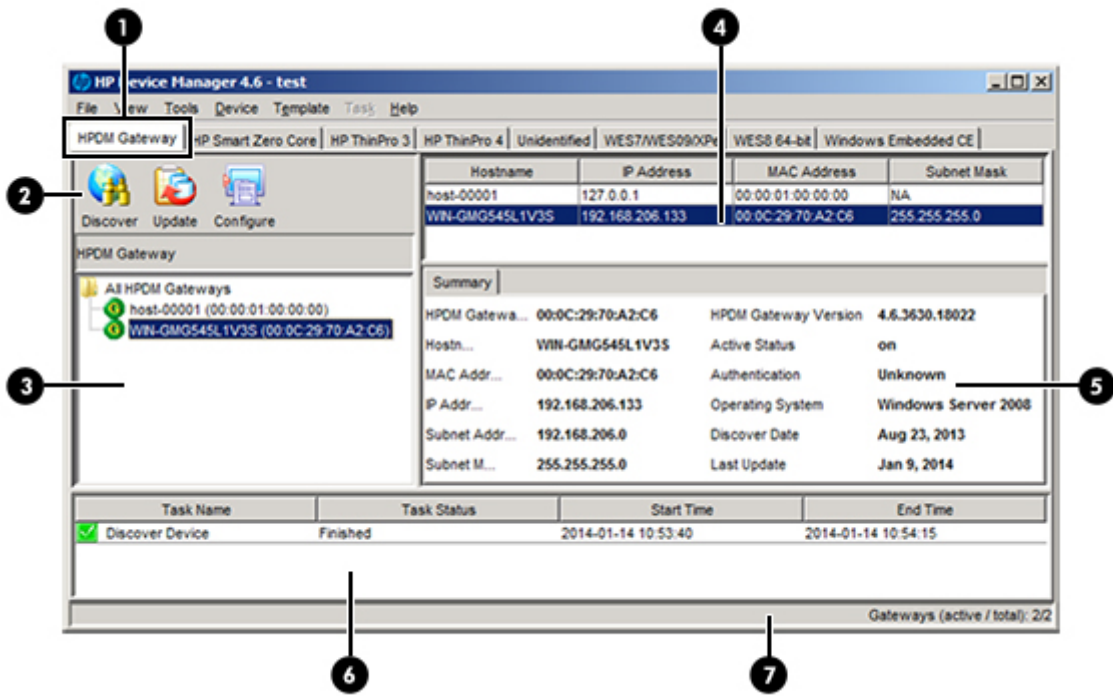 1
4
HP Device Manager 4.6 - test
File View Tools Device Template Task Help
HPDM Gateway HP Smart Zero Core HP ThinPro 3 HP ThinPro 4 Unidentified WES7/WES09/XPe WES8 64-bit Windows Embedded CE
2
Discover Update Configure
HPDM Gateway
All HPDM Gateways
host-00001 (00:00:01:00:00:00)
WIN-GMG545L1V3S (00:0C:29:70:A2:C6)
3
Hostname IP Address MAC Address Subnet Mask
host-00001 127.0.0.1 00:00:01:00:00:00 NA
WIN-GMG545L1V3S 192.168.206.133 00:0C:29:70:A2:C6 255.255.255.0
Summary
HPDM Gatewa... 00:0C:29:70:A2:C6 HPDM Gateway Version 4.6.3630.18022
Hostn... WIN-GMG545L1V3S Active Status on
MAC Addr... 00:0C:29:70:A2:C6 Authentication Unknown
5
IP Addr... 192.168.206.133 Operating System Windows Server 2008
Subnet Addr... 192.168.206.0 Discover Date Aug 23, 2013
Subnet M... 255.255.255.0 Last Update Jan 9, 2014
Task Name Task Status Start Time End Time
Discover Device Finished 2014-01-14 10:53:40 2014-01-14 10:54:15
Gateways (active / total): 2/2
6
7